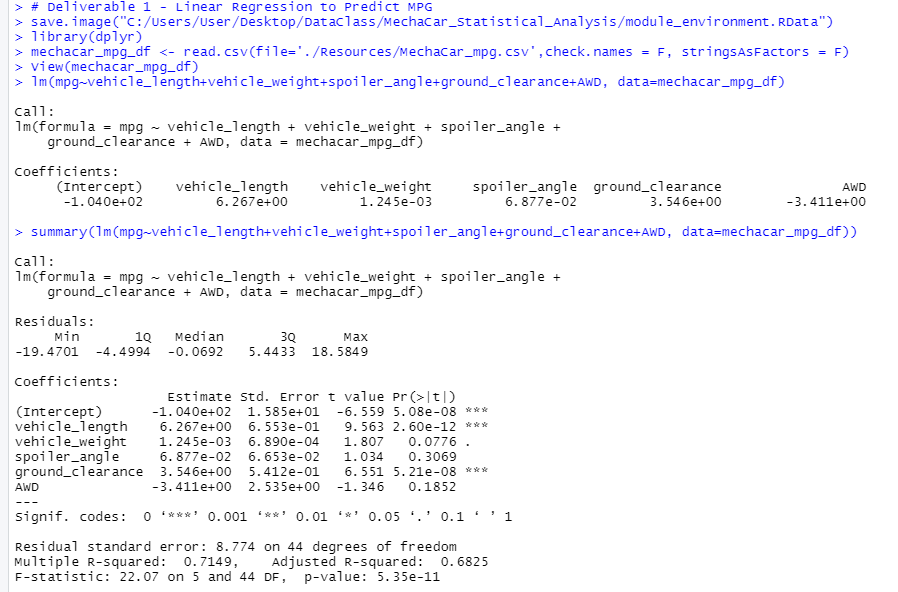 > # Deliverable 1 - Linear Regression to Predict MPG
> save.image("C:/Users/User/Desktop/DataClass/MechaCar_Statistical_Analysis/module_environment.RData")
> library(dplyr)
> mechacar_mpg_df <- read.csv(file='./Resources/MechaCar_mpg.csv',check.names = F, stringsAsFactors = F)
> View(mechacar_mpg_df)
> lm(mpg~vehicle_length+vehicle_weight+spoiler_angle+ground_clearance+AWD, data=mechacar_mpg_df)
Call:
lm(formula = mpg ~ vehicle_length + vehicle_weight + spoiler_angle +
    ground_clearance + AWD, data = mechacar_mpg_df)
Coefficients:
     (Intercept)    vehicle_length    vehicle_weight     spoiler_angle  ground_clearance               AWD
      -1.040e+02         6.267e+00         1.245e-03         6.877e-02         3.546e+00        -3.411e+00
> summary(lm(mpg~vehicle_length+vehicle_weight+spoiler_angle+ground_clearance+AWD, data=mechacar_mpg_df))
Call:
lm(formula = mpg ~ vehicle_length + vehicle_weight + spoiler_angle +
    ground_clearance + AWD, data = mechacar_mpg_df)
Residuals:
     Min       1Q   Median       3Q      Max
-19.4701  -4.4994  -0.0692   5.4433  18.5849
Coefficients:
                   Estimate Std. Error t value Pr(>|t|)
(Intercept)      -1.040e+02  1.585e+01  -6.559 5.08e-08 ***
vehicle_length    6.267e+00  6.553e-01   9.563 2.60e-12 ***
vehicle_weight    1.245e-03  6.890e-04   1.807   0.0776 .
spoiler_angle     6.877e-02  6.653e-02   1.034   0.3069
ground_clearance  3.546e+00  5.412e-01   6.551 5.21e-08 ***
AWD              -3.411e+00  2.535e+00  -1.346   0.1852
---
Signif. codes:  0 ‘***’ 0.001 ‘**’ 0.01 ‘*’ 0.05 ‘.’ 0.1 ‘ ’ 1
Residual standard error: 8.774 on 44 degrees of freedom
Multiple R-squared:  0.7149,    Adjusted R-squared:  0.6825
F-statistic: 22.07 on 5 and 44 DF,  p-value: 5.35e-11